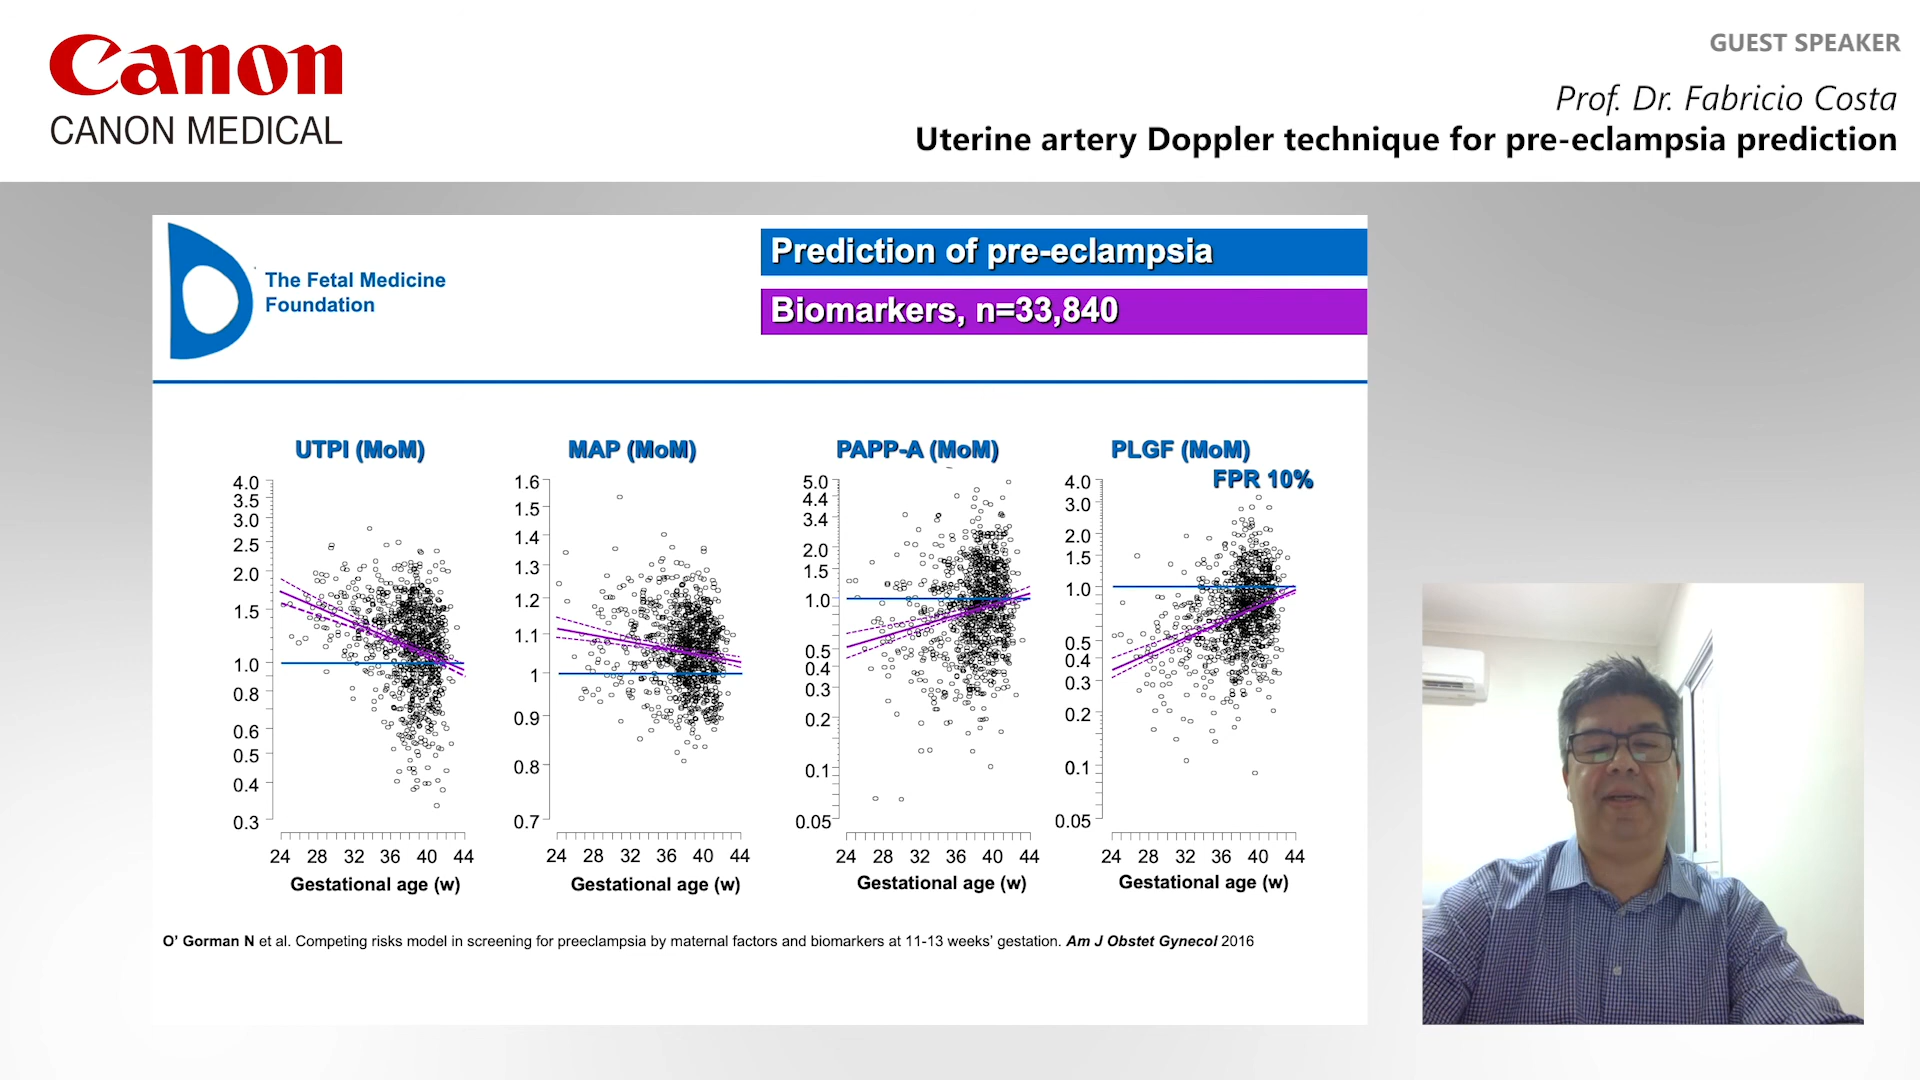 Canon
CANON MEDICAL
GUEST SPEAKER
Prof. Dr. Fabricio Costa
Uterine artery Doppler technique for pre-eclampsia prediction
The Fetal Medicine
Foundation
Prediction of pre-eclampsia
Biomarkers, n=33,840
UTPI (MoM)
4.0
3.5
3.0
2.5
2.0
1.5
1.0
0.8
0.6
0.5
0.4
0.3
24 28 32 36 40 44
Gestational age (w)
MAP (MoM)
1.6
1.5
1.4
1.3
1.2
1.1
1
0.9
0.8
0.7
24 28 32 36 40 44
Gestational age (w)
PAPP-A (MoM)
5.0
4.4
3.4
2.0
1.5
1.0
0.5
0.4
0.3
0.2
0.1
0.05
24 28 32 36 40 44
Gestational age (w)
PLGF (MoM)
FPR 10%
4.0
3.0
2.0
1.5
1.0
0.5
0.4
0.3
0.2
0.1
0.05
24 28 32 36 40 44
Gestational age (w)
O' Gorman N et al. Competing risks model in screening for preeclampsia by maternal factors and biomarkers at 11-13 weeks' gestation. Am J Obstet Gynecol 2016